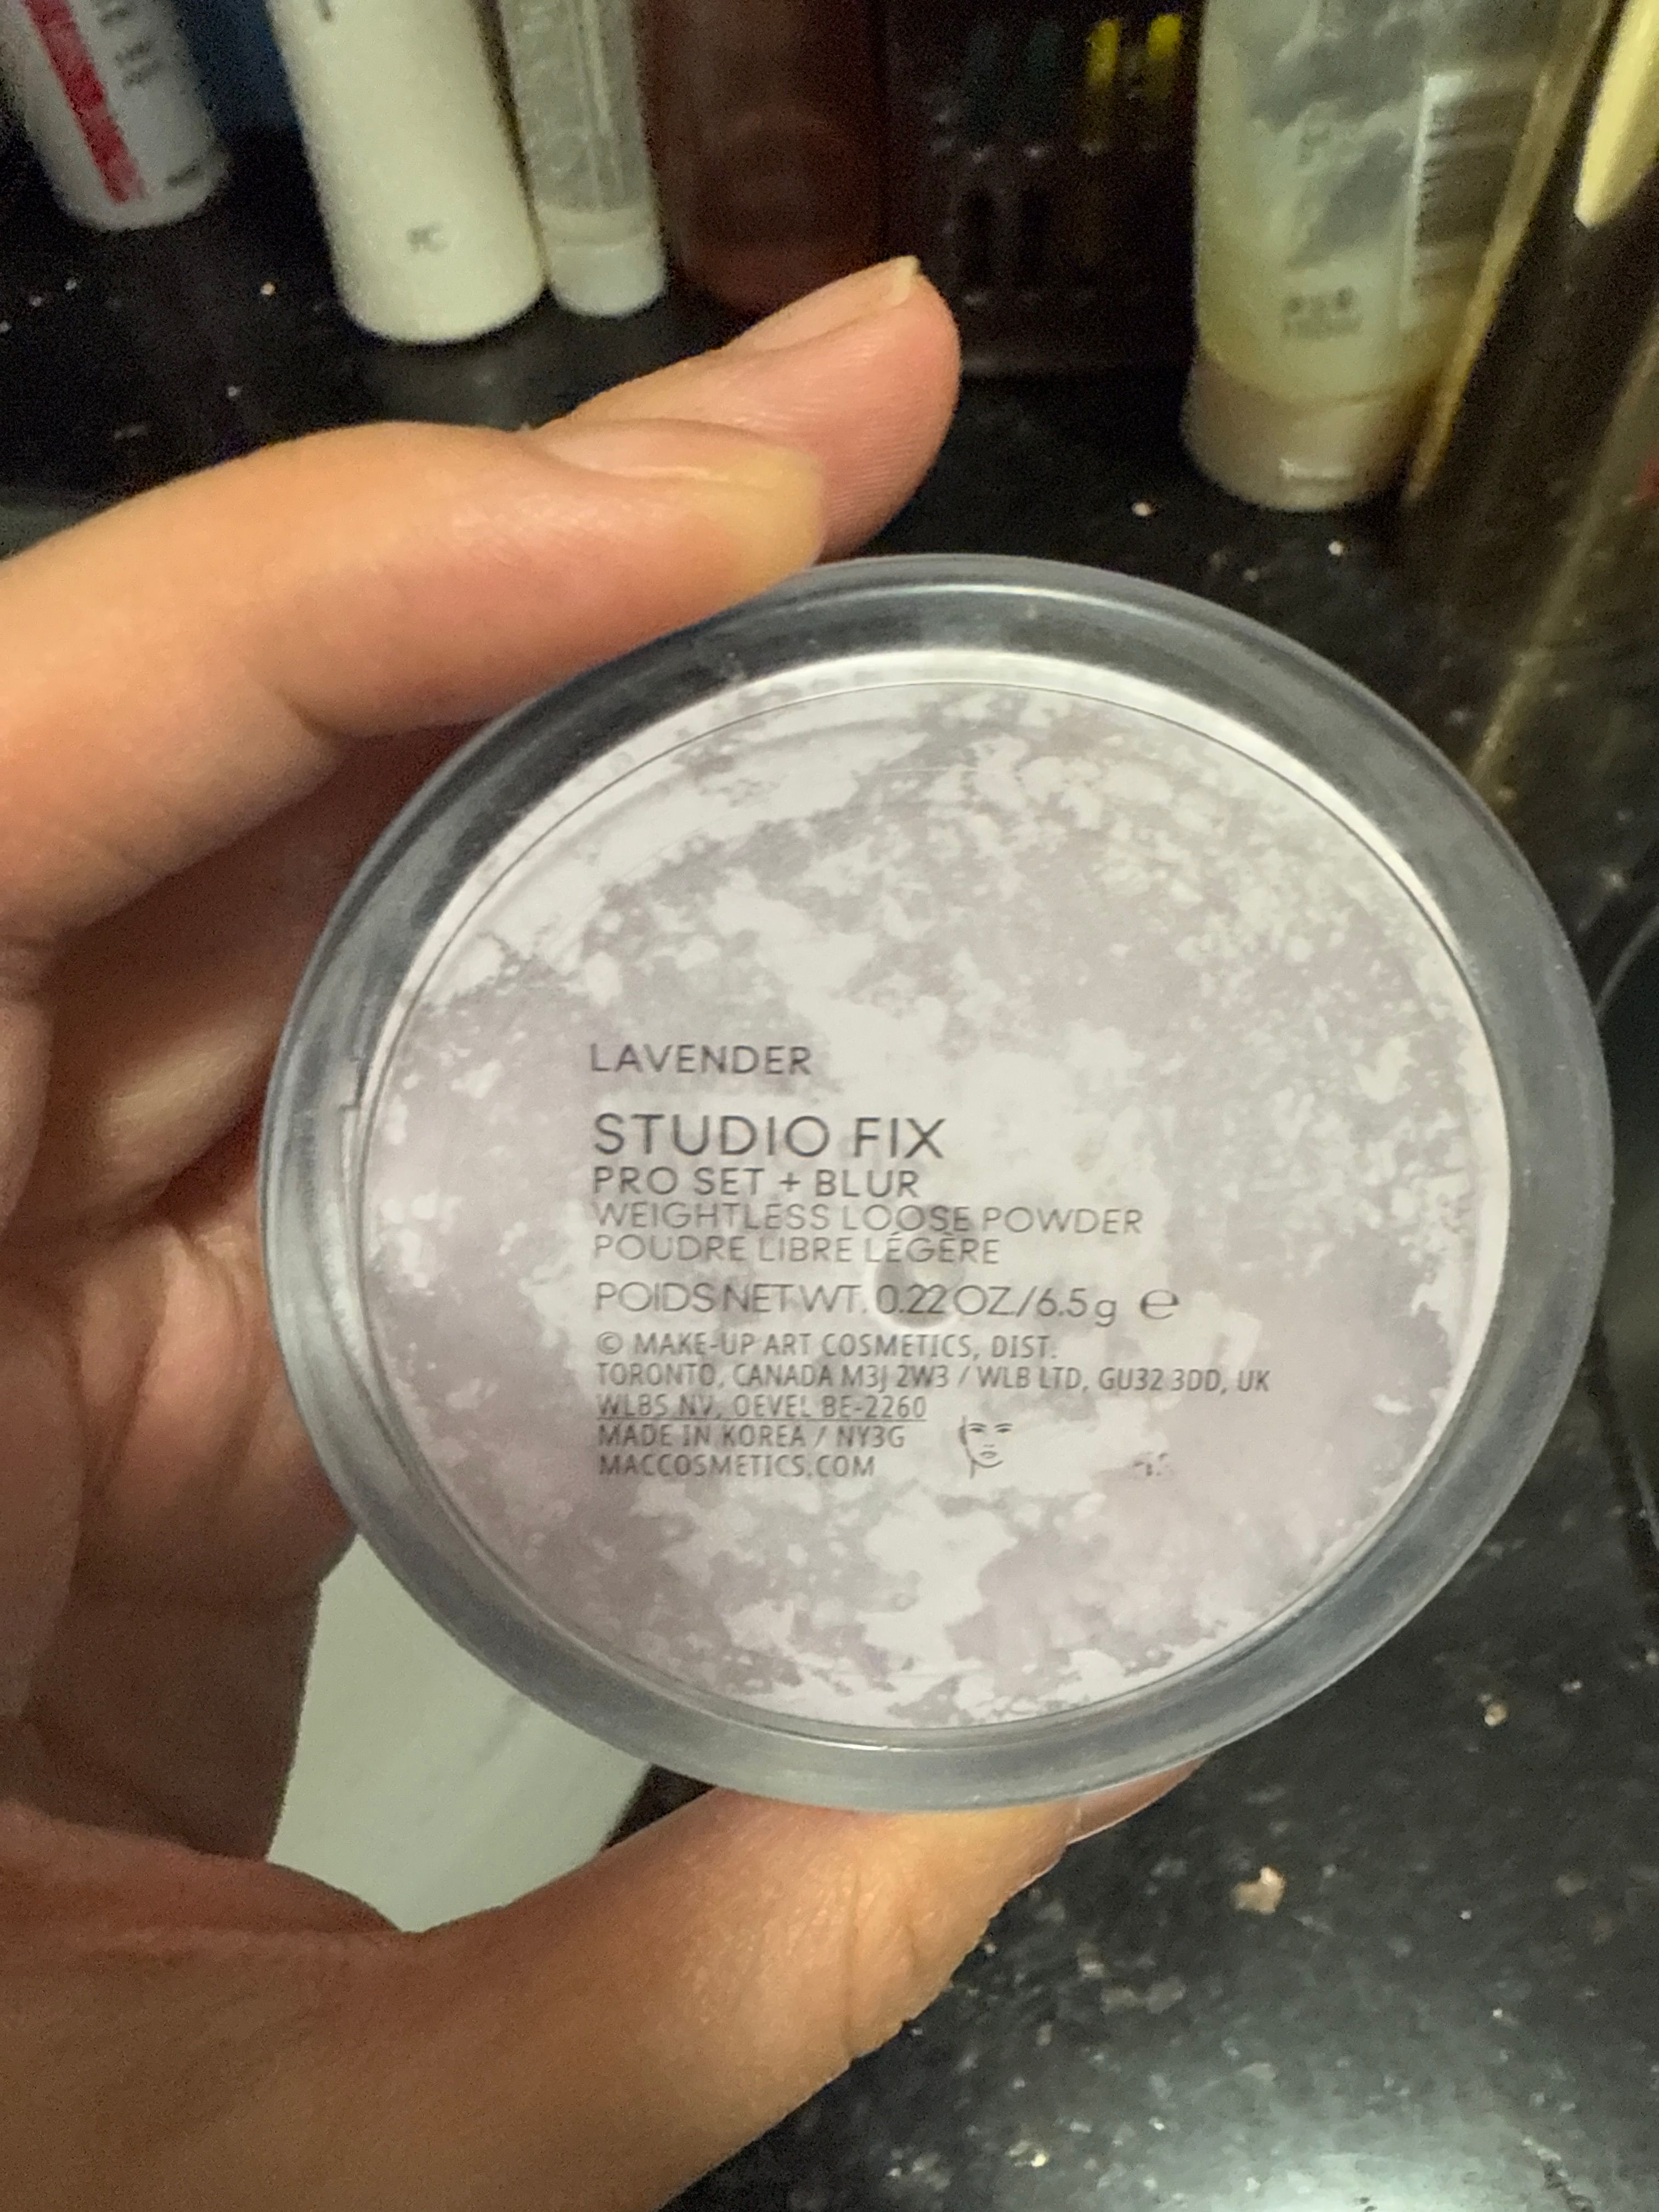 LAVENDER
STUDIO FIX
PRO SET + BLUR
WEIGHTLESS LOOSE POWDER
POUDRE LIBRE LÉGÈRE
POIDS NET WT. 0.22 OZ/6.5g e
© MAKE-UP ART COSMETICS, DIST.
TORONTO, CANADA M3J 2W3 / WLB LTD, GU32 3DD, UK
WLBS NV, OEVEL BE-2260
MADE IN KOREA / NY3G
MACCOSMETICS.COM